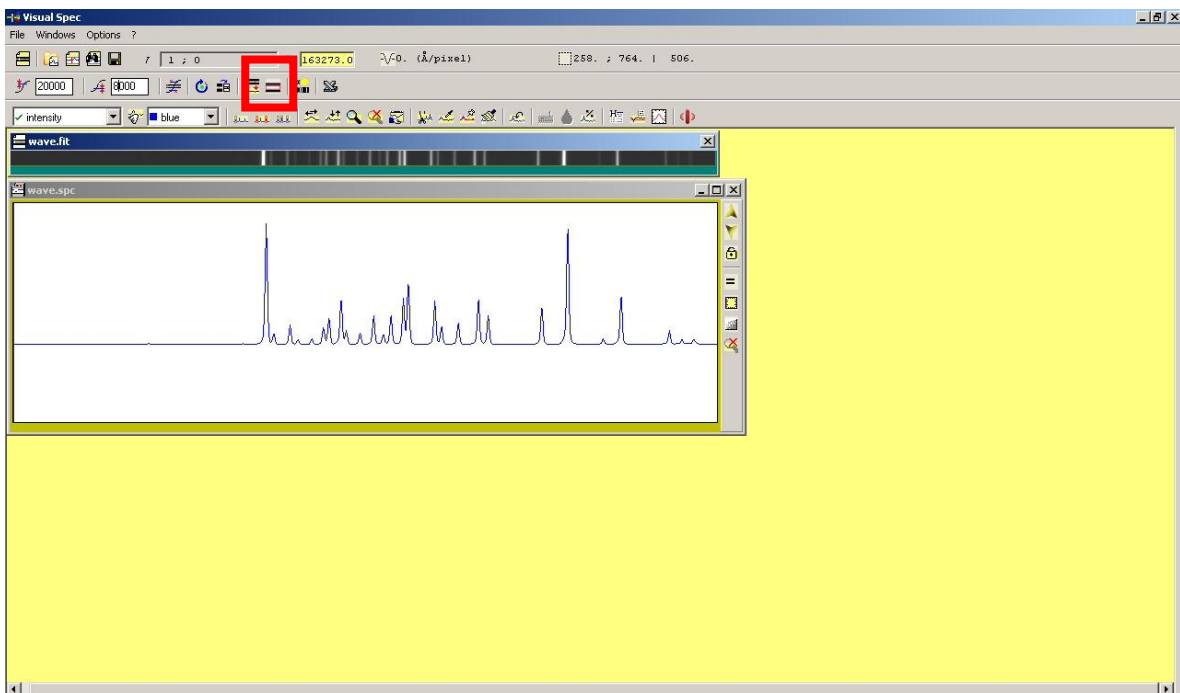 Visual Spec
File Windows Options ?
1 ; 0 163273.0 0. (Å/pixel) 258. ; 764. | 506.
20000 8000
intensity blue
wave.fit
wave.spc